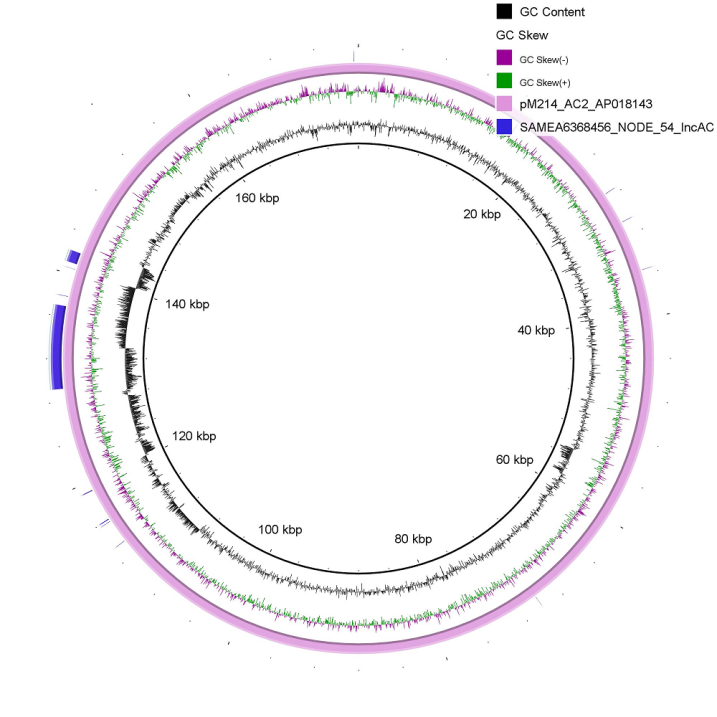 GC Content
GC Skew
GC Skew(-)
GC Skew(+)
pM214_AC2_AP018143
SAMEA6368456_NODE_54_IncAC
160 kbp
20 kbp
140 kbp
40 kbp
120 kbp
60 kbp
100 kbp
80 kbp